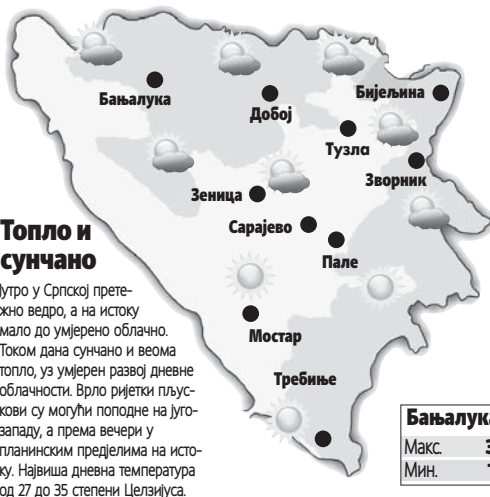 Бањалука
Добој
Бијељина
Тузла
Зворник
Зеница
Сарајево
Пале
Мостар
Требиње
Топло и
сунчано
Јутро у Српској прете-
жно ведро, а на истоку
мало до умјерено облачно.
Током дана сунчано и веома
топло, уз умјерен развој дневне
облачности. Врло ријетки пљус-
кови су могући поподне на југо-
западу, а према вечери у
планинским предјелима на исто-
ку. Највиша дневна температура
од 27 до 35 степени Целзијуса.
Бањалука
Макс.
Мин.